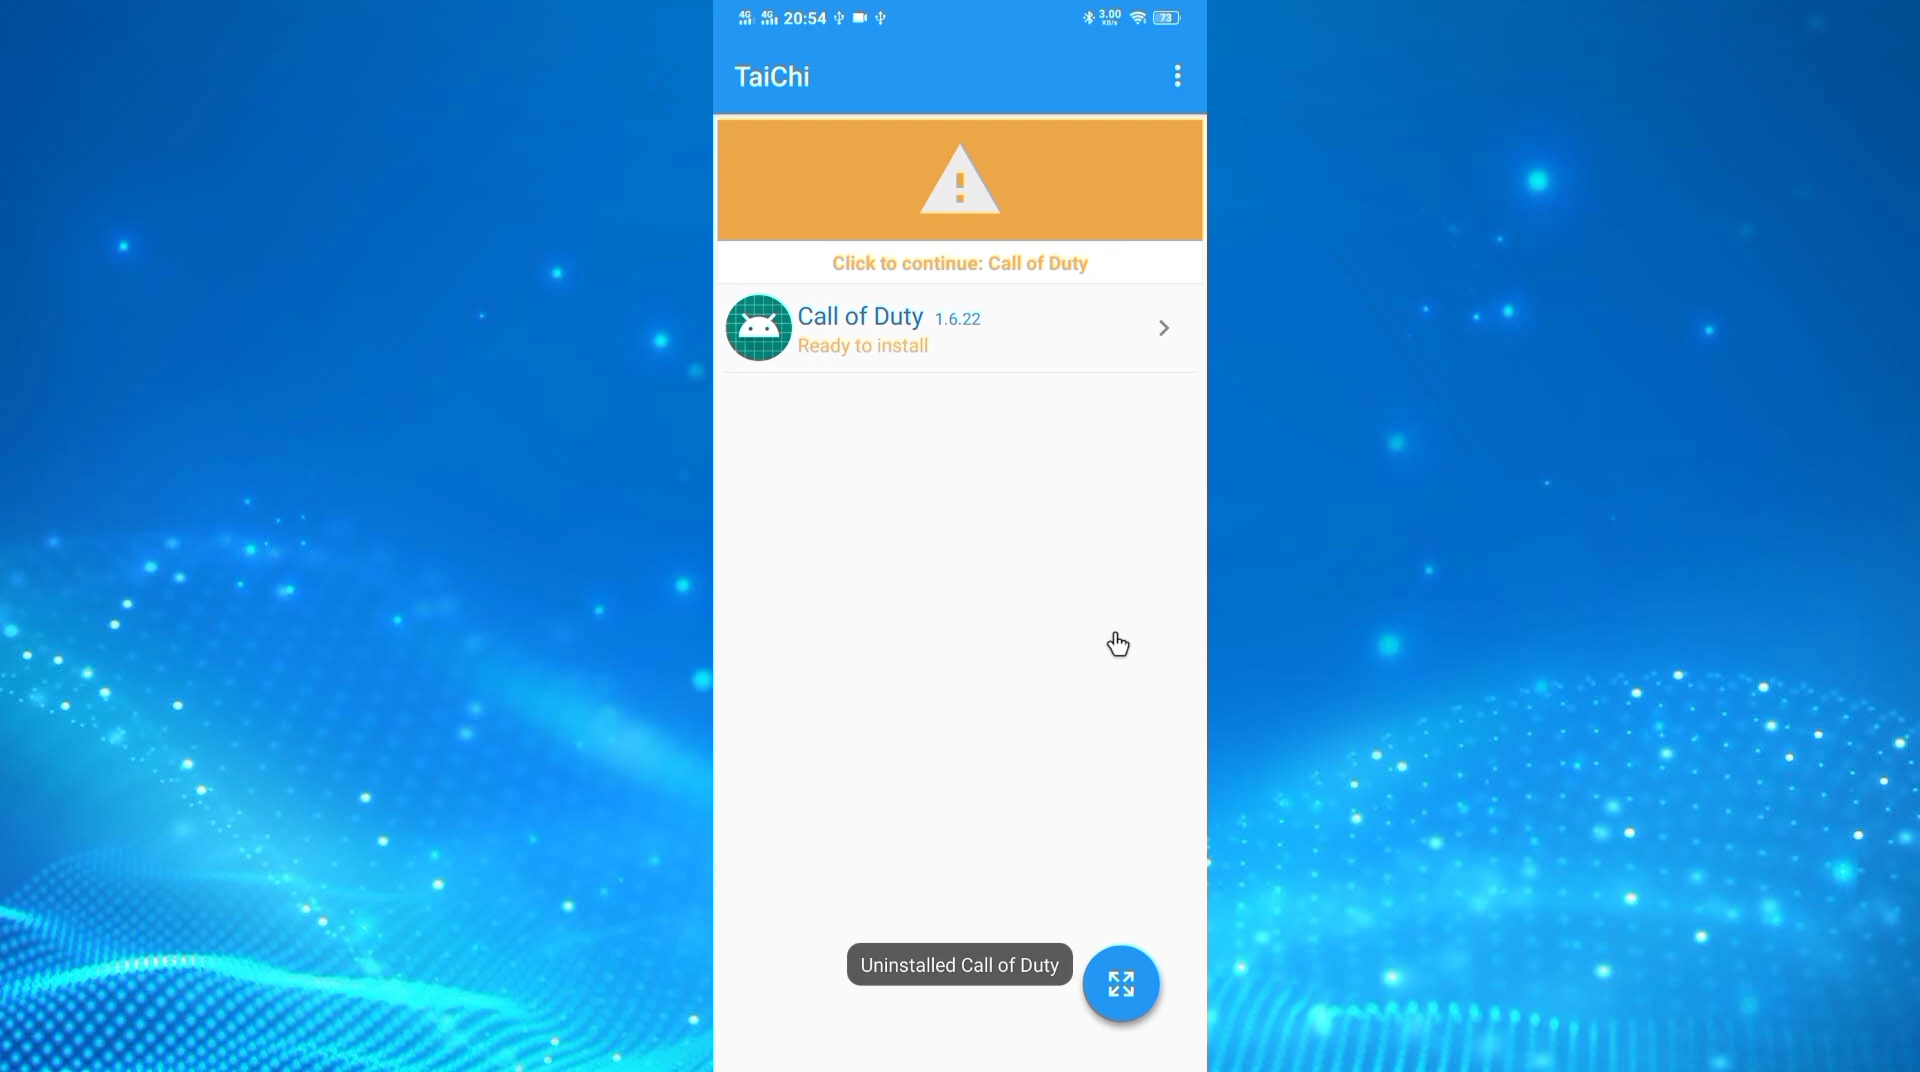 4G 4G 20:54 3.00 KB/s 73
TaiChi
Click to continue: Call of Duty
Call of Duty 1.6.22
Ready to install
Uninstalled Call of Duty